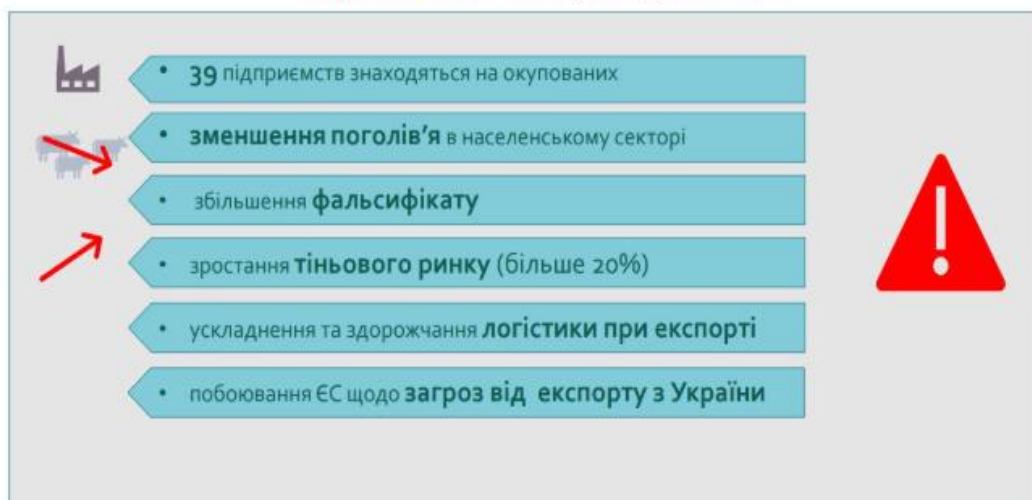 • 39 підприємств знаходяться на окупованих
• зменшення поголів’я в населенському секторі
• збільшення фальсифікату
• зростання тіньового ринку (більше 20%)
• ускладнення та здорожчання логістики при експорті
• побоювання ЄС щодо загроз від експорту з України